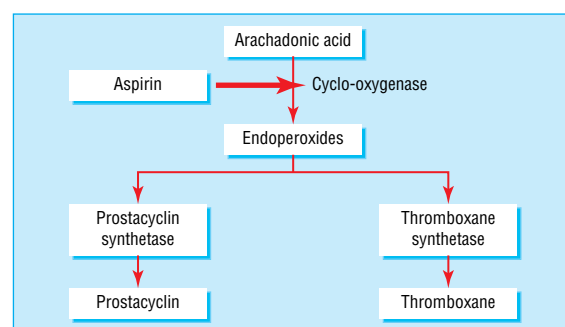 Arachadonic acid
Aspirin
Cyclo-oxygenase
Endoperoxides
Prostacyclin
synthetase
Thromboxane
synthetase
Prostacyclin
Thromboxane